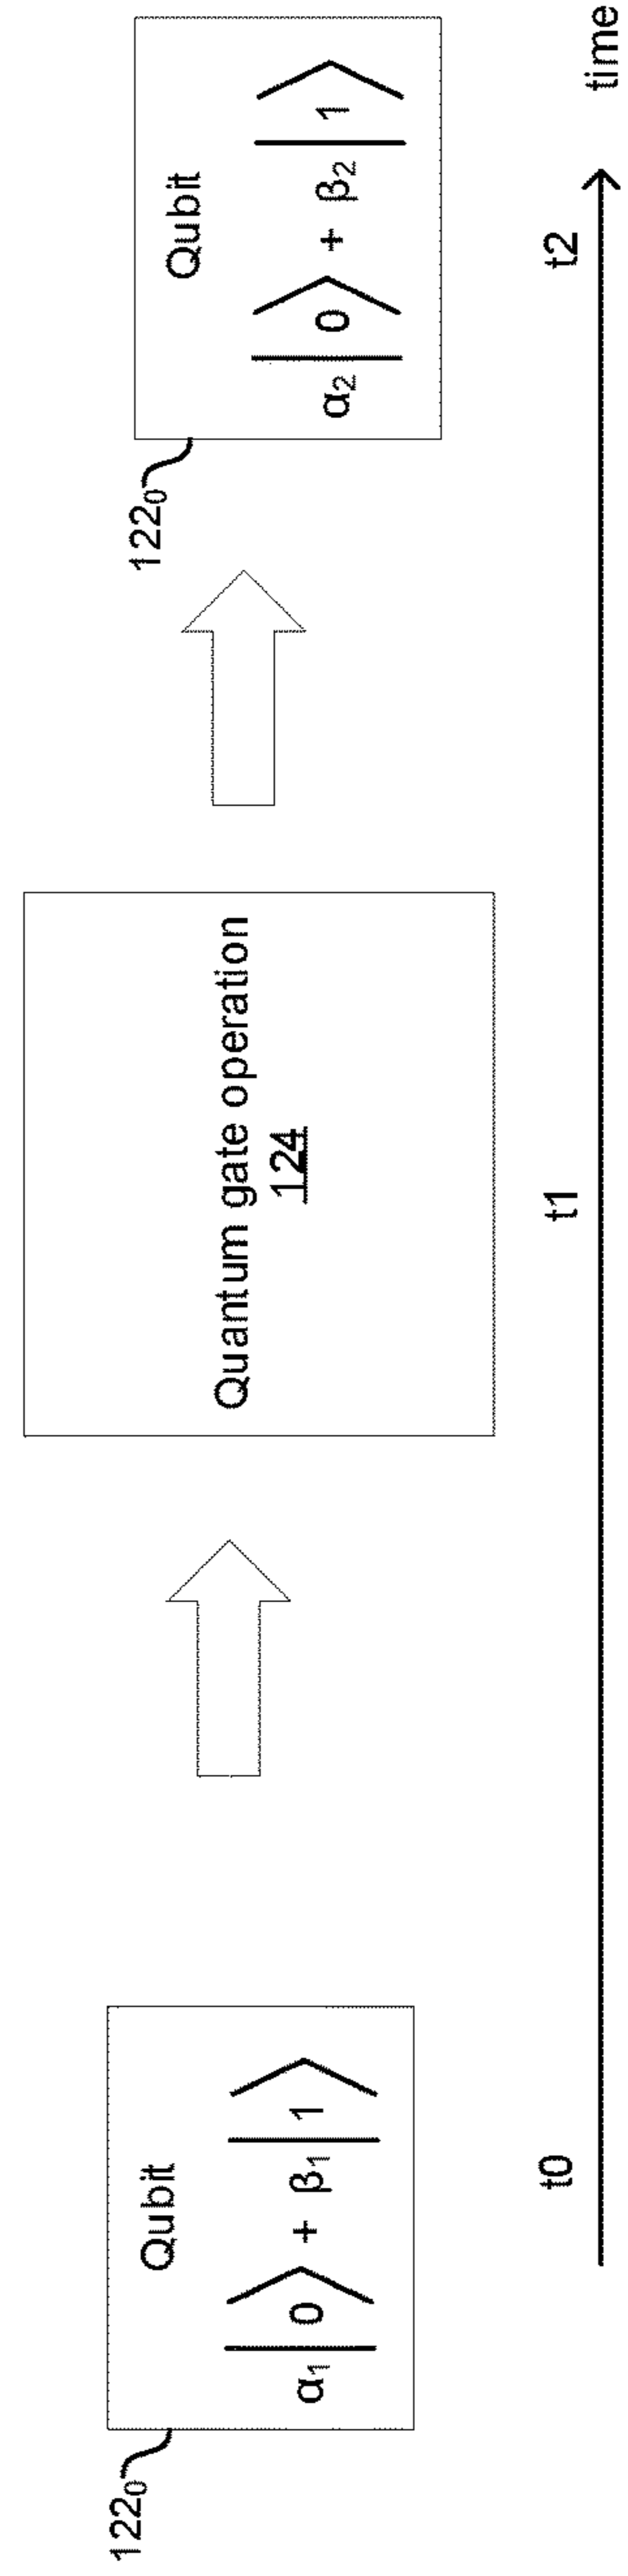 122₀
Qubit
α₁|0⟩ + β₁|1⟩
Quantum gate operation
124
122₀
Qubit
α₂|0⟩ + β₂|1⟩
t0
t1
t2
time